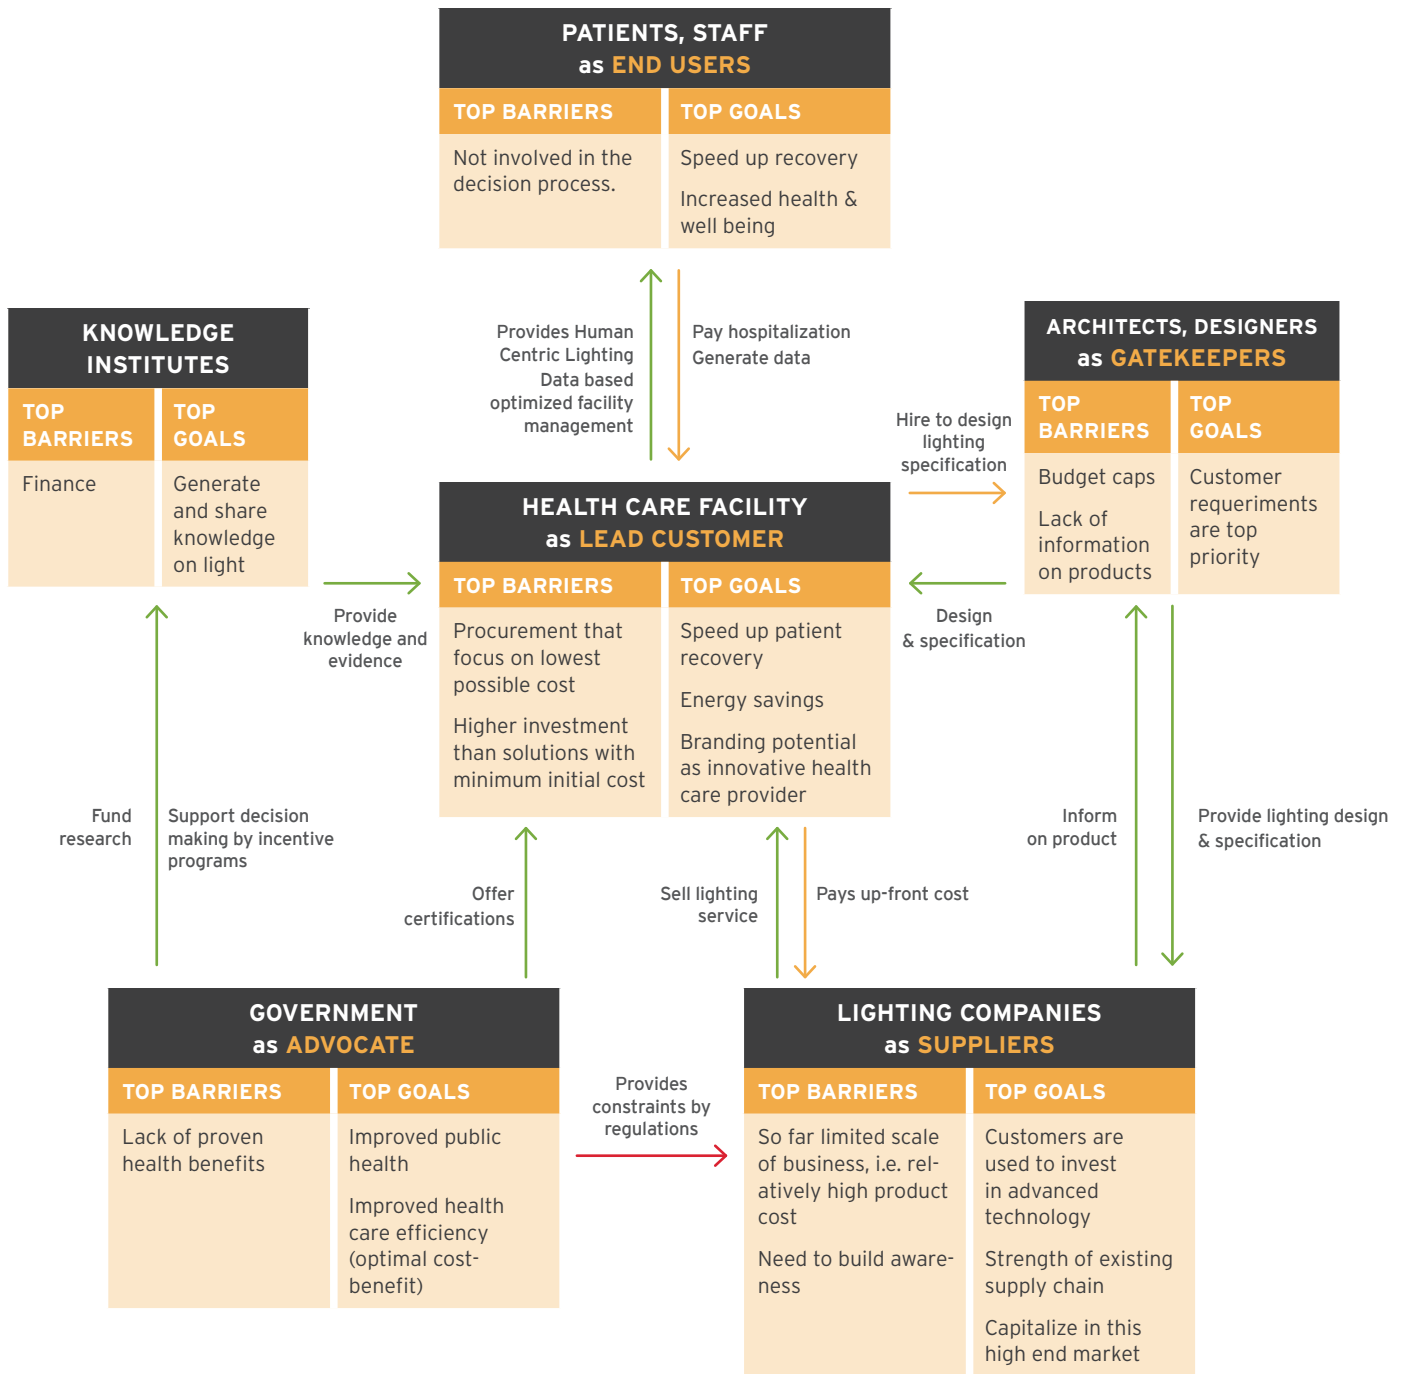 PATIENTS, STAFF
as END USERS
TOP BARRIERS
TOP GOALS
Not involved in the
decision process.
Speed up recovery
Increased health &
well being
Provides Human
Centric Lighting
Data based
optimized facility
management
Pay hospitalization
Generate data
KNOWLEDGE
INSTITUTES
TOP
BARRIERS
TOP
GOALS
Finance
Generate
and share
knowledge
on light
Provide
knowledge and
evidence
ARCHITECTS, DESIGNERS
as GATEKEEPERS
TOP
BARRIERS
TOP
GOALS
Budget caps
Lack of
information
on products
Customer
requeriments
are top
priority
Hire to design
lighting
specification
Design
& specification
HEALTH CARE FACILITY
as LEAD CUSTOMER
TOP BARRIERS
TOP GOALS
Procurement that
focus on lowest
possible cost
Higher investment
than solutions with
minimum initial cost
Speed up patient
recovery
Energy savings
Branding potential
as innovative health
care provider
Fund
research
Support decision
making by incentive
programs
Offer
certifications
Sell lighting
service
Pays up-front cost
Inform
on product
Provide lighting design
& specification
GOVERNMENT
as ADVOCATE
TOP BARRIERS
TOP GOALS
Lack of proven
health benefits
Improved public
health
Improved health
care efficiency
(optimal cost-
benefit)
Provides
constraints by
regulations
LIGHTING COMPANIES
as SUPPLIERS
TOP BARRIERS
TOP GOALS
So far limited scale
of business, i.e. rel-
atively high product
cost
Need to build aware-
ness
Customers are
used to invest
in advanced
technology
Strength of existing
supply chain
Capitalize in this
high end market